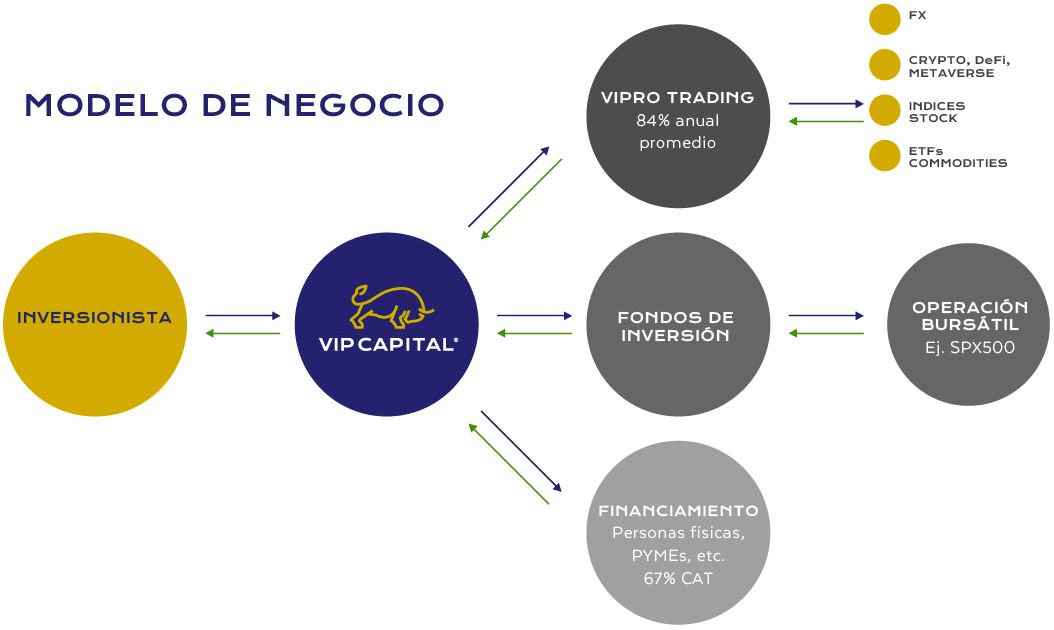 MODELO DE NEGOCIO
INVERSIONISTA
VIP CAPITAL®
VIPRO TRADING
84% anual
promedio
FX
CRYPTO, DeFi,
METAVERSE
INDICES
STOCK
ETFs
COMMODITIES
FONDOS DE
INVERSIÓN
OPERACIÓN
BURSÁTIL
Ej. SPX500
FINANCIAMIENTO
Personas físicas,
PYMEs, etc.
67% CAT